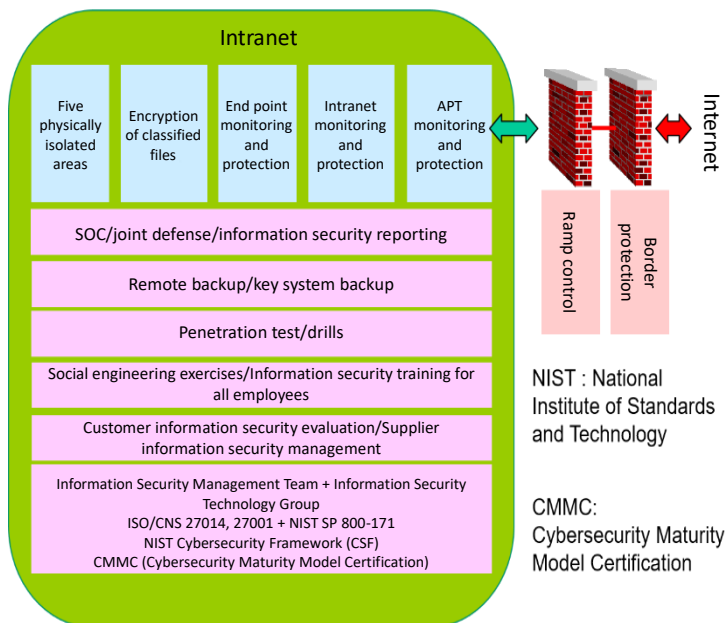 Intranet
Five
physically
isolated
areas
Encryption
of classified
files
End point
monitoring
and
protection
Intranet
monitoring
and
protection
APT
monitoring
and
protection
Internet
SOC/joint defense/information security reporting
Remote backup/key system backup
Penetration test/drills
Social engineering exercises/Information security training for
all employees
Customer information security evaluation/Supplier
information security management
Information Security Management Team + Information Security
Technology Group
ISO/CNS 27014, 27001 + NIST SP 800-171
NIST Cybersecurity Framework (CSF)
CMMC (Cybersecurity Maturity Model Certification)
Ramp control
Border
protection
NIST : National
Institute of Standards
and Technology
CMMC:
Cybersecurity Maturity
Model Certification